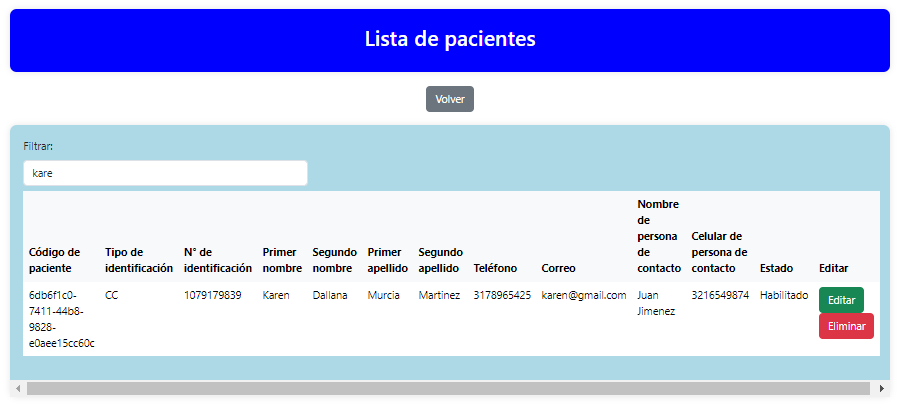 Lista de pacientes
Volver
Filtrar:
kare
Código de paciente Tipo de identificación N° de identificación Primer nombre Segundo nombre Primer apellido Segundo apellido Teléfono Correo Nombre de persona de contacto Celular de persona de contacto Estado Editar
6db6f1c0-7411-44b8-9828-e0aee15cc60c CC 1079179839 Karen Dallana Murcia Martinez 3178965425 karen@gmail.com Juan Jimenez 3216549874 Habilitado Editar
Eliminar